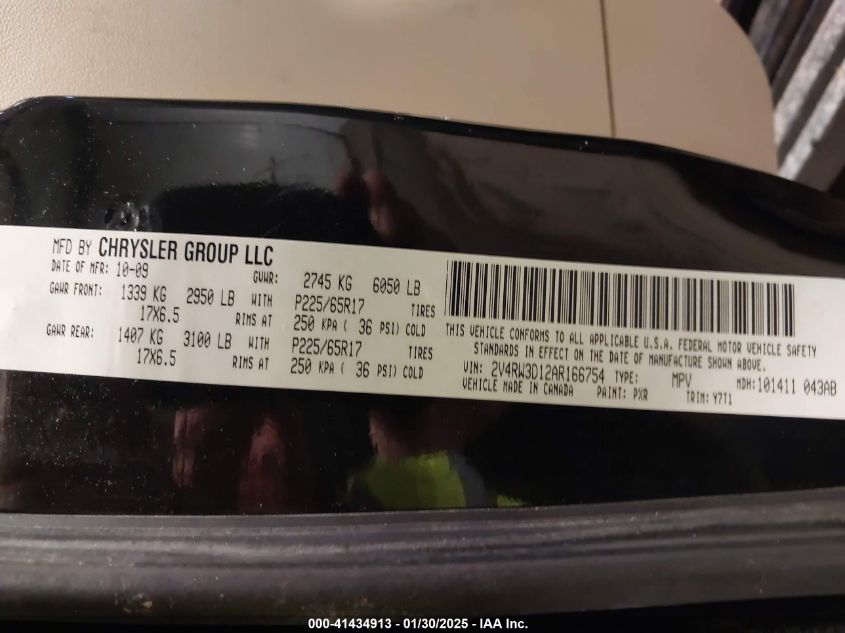 MFD BY CHRYSLER GROUP LLC
DATE OF MFR: 10-09 GVWR: 2745 KG 6050 LB
GAWR FRONT: 1339 KG 2950 LB WITH P225/65R17 TIRES
17X6.5 RIMS AT 250 KPA ( 36 PSI) COLD
GAWR REAR: 1407 KG 3100 LB WITH P225/65R17 TIRES
17X6.5 RIMS AT 250 KPA ( 36 PSI) COLD
THIS VEHICLE CONFORMS TO ALL APPLICABLE U.S.A. FEDERAL MOTOR VEHICLE SAFETY
STANDARDS IN EFFECT ON THE DATE OF MANUFACTURE SHOWN ABOVE.
VIN: 2V4RW3D12AR166754 TYPE: MPV MDH: 101411 043AB
VEHICLE MADE IN CANADA PAINT: PXR TRIM: Y7T1
000-41434913 - 01/30/2025 - IAA Inc.